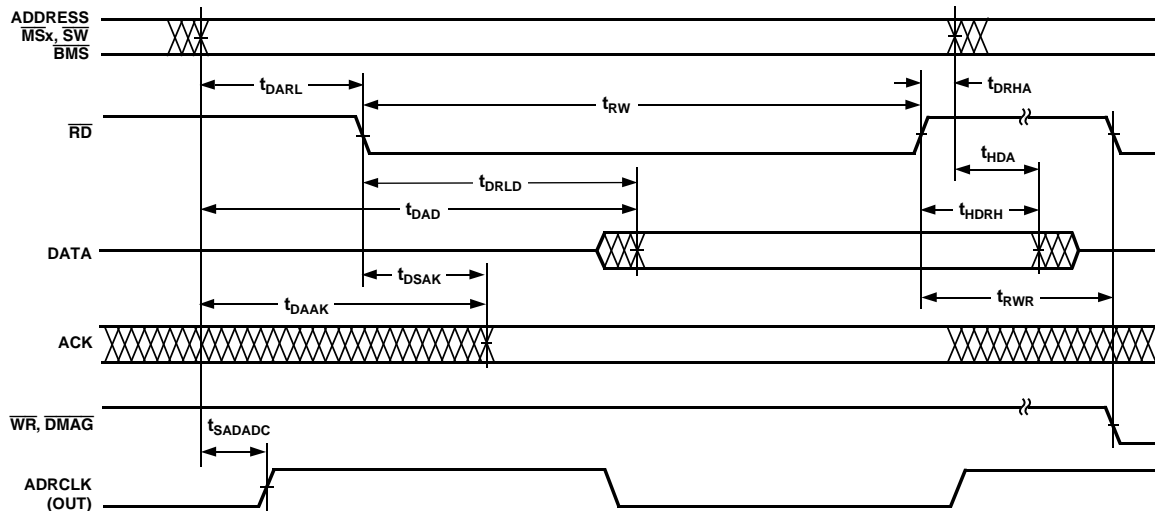 ADDRESS
MSx, SW
BMS
tDARL
tRW
tDRHA
RD
tHDA
tDRLD
tDAD
tHDRH
DATA
tDSAK
tDAAK
tRWR
ACK
WR, DMAG
tSADADC
ADRCLK
(OUT)